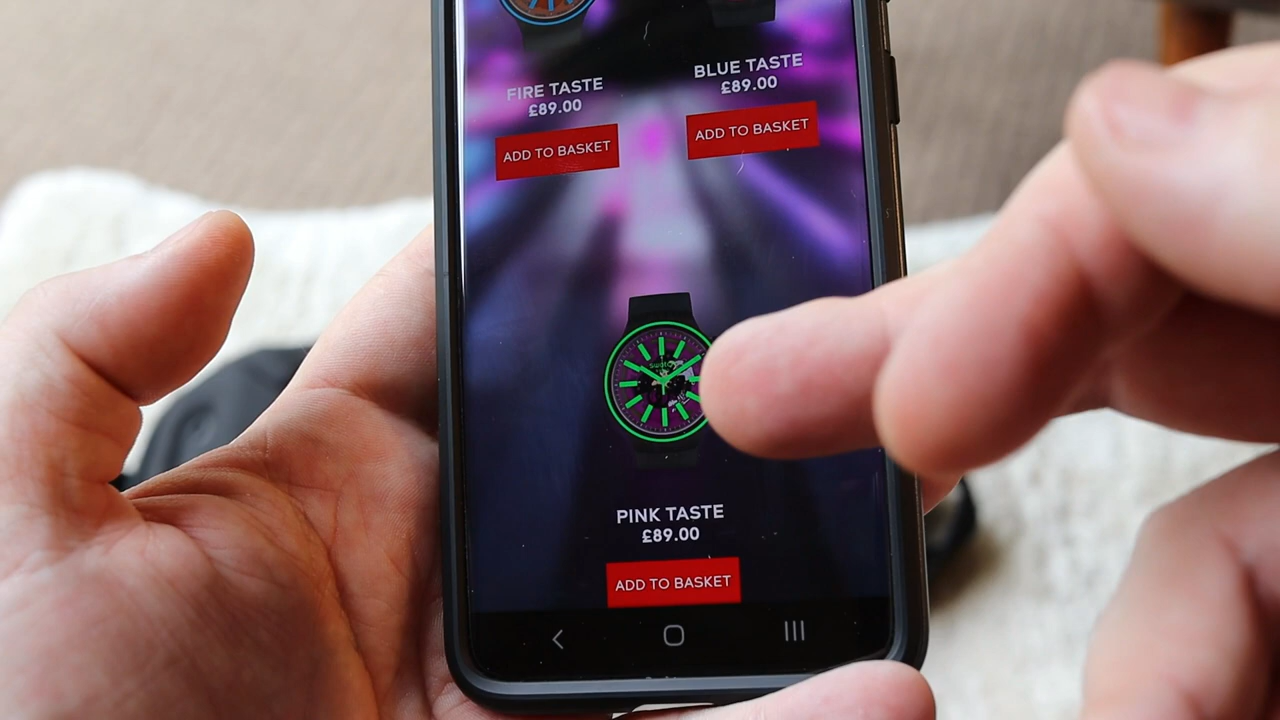 FIRE TASTE
£89.00
ADD TO BASKET
BLUE TASTE
£89.00
ADD TO BASKET
swatch
PINK TASTE
£89.00
ADD TO BASKET